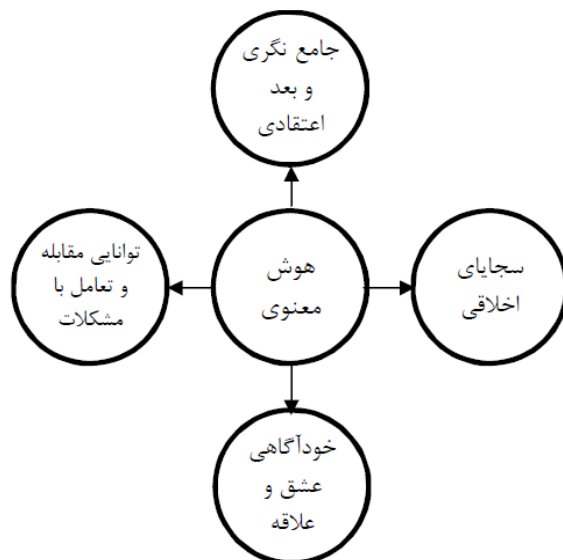 جامع نگری
و بعد
اعتقادی
سجایای
اخلاقی
هوش
معنوی
توانایی مقابله
و تعامل با
مشکلات
خودآگاهی
عشق و
علاقه